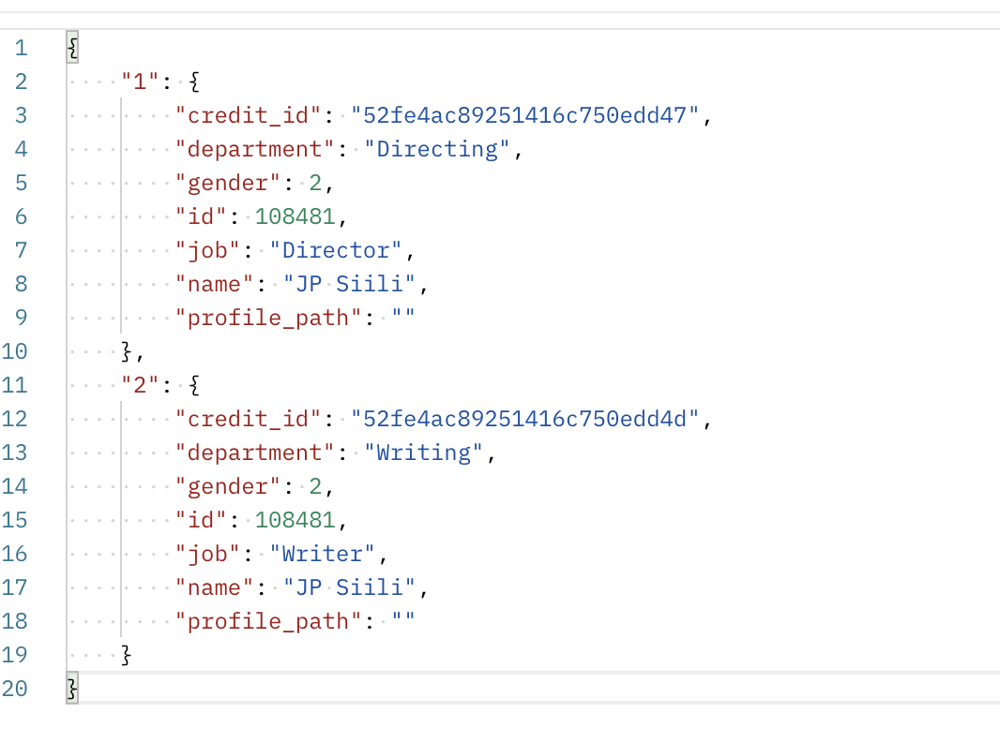 1 {
2     "1": {
3         "credit_id": "52fe4ac89251416c750edd47",
4         "department": "Directing",
5         "gender": 2,
6         "id": 108481,
7         "job": "Director",
8         "name": "JP Siili",
9         "profile_path": ""
10     },
11     "2": {
12         "credit_id": "52fe4ac89251416c750edd4d",
13         "department": "Writing",
14         "gender": 2,
15         "id": 108481,
16         "job": "Writer",
17         "name": "JP Siili",
18         "profile_path": ""
19     }
20 }